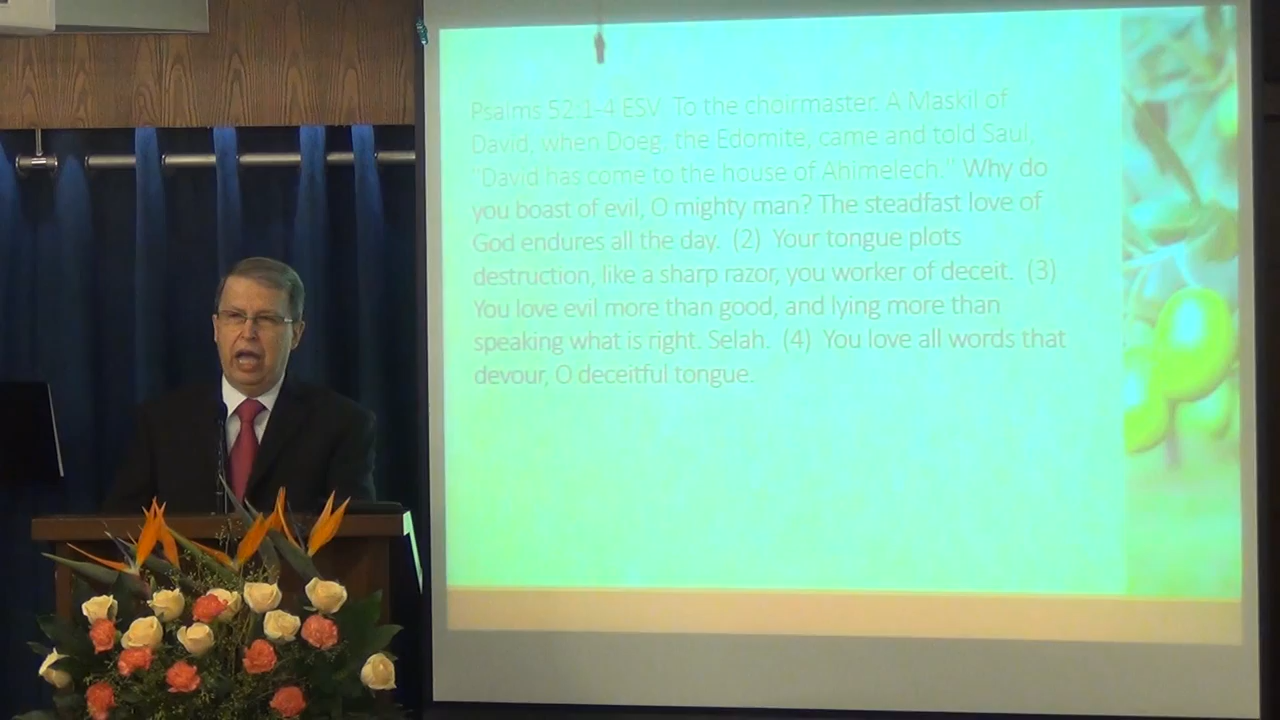 Psalms 52:1-4 ESV To the choirmaster. A Maskil of
David, when Doeg, the Edomite, came and told Saul,
"David has come to the house of Ahimelech." Why do
you boast of evil, O mighty man? The steadfast love of
God endures all the day. (2) Your tongue plots
destruction, like a sharp razor, you worker of deceit. (3)
You love evil more than good, and lying more than
speaking what is right. Selah. (4) You love all words that
devour, O deceitful tongue.